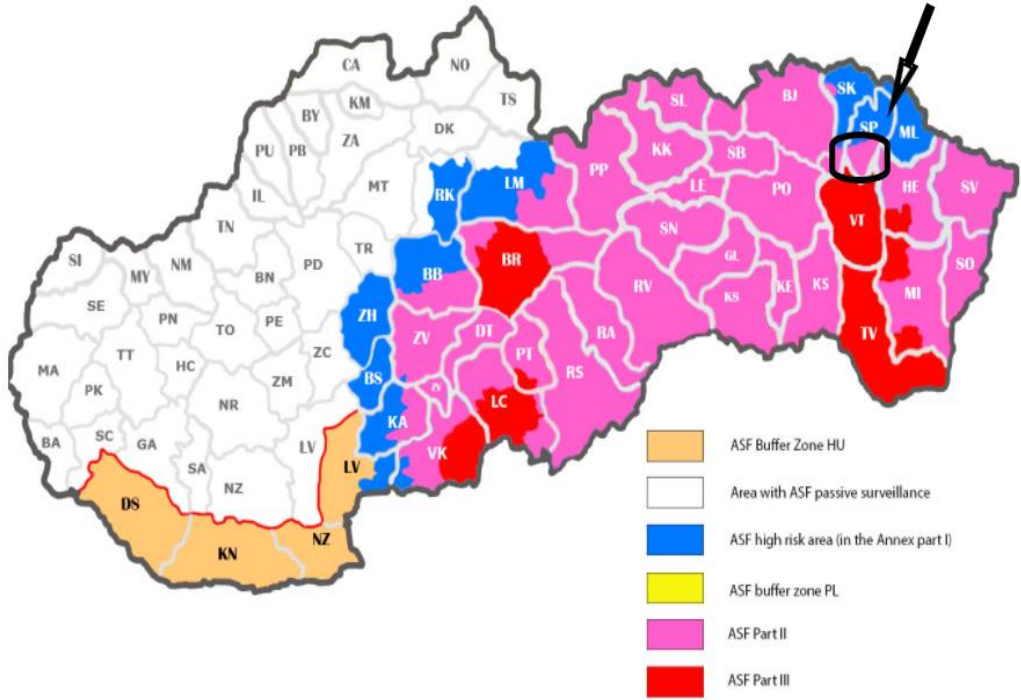 CA
NO
KM
TS
BY
DK
PU
PB
ZA
IL
MT
RK
LM
TN
TR
SI
MY
NM
BN
PD
BB
BR
SE
PN
TO
PE
ZH
ZV
DT
MA
TT
HC
ZC
PT
RA
PK
ZM
BS
ZV
RS
NR
KA
LC
BA
SC
GA
LV
LV
VK
SA
NZ
DS
KN
NZ
SL
BJ
SK
SP
ML
KK
SB
PP
LE
PO
HE
SV
SN
VT
GL
SO
RV
KS
KE
KS
MI
TV
ASF Buffer Zone HU
Area with ASF passive surveillance
ASF high risk area (in the Annex part I)
ASF buffer zone PL
ASF Part II
ASF Part III